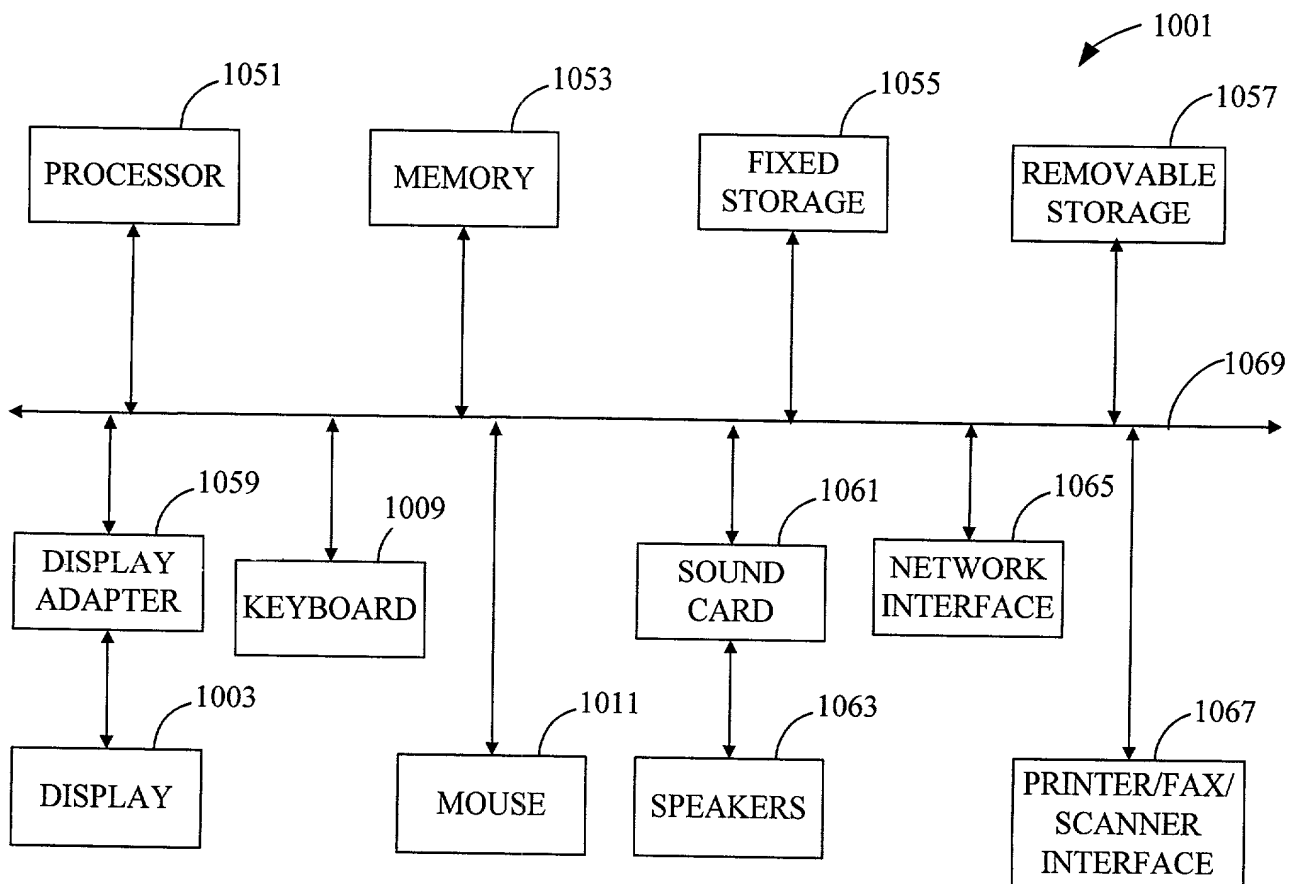 1001
1051
1053
1055
1057
PROCESSOR
MEMORY
FIXED
STORAGE
REMOVABLE
STORAGE
1069
1059
1009
1061
1065
DISPLAY
ADAPTER
KEYBOARD
SOUND
CARD
NETWORK
INTERFACE
1003
1011
1063
1067
DISPLAY
MOUSE
SPEAKERS
PRINTER/FAX/
SCANNER
INTERFACE